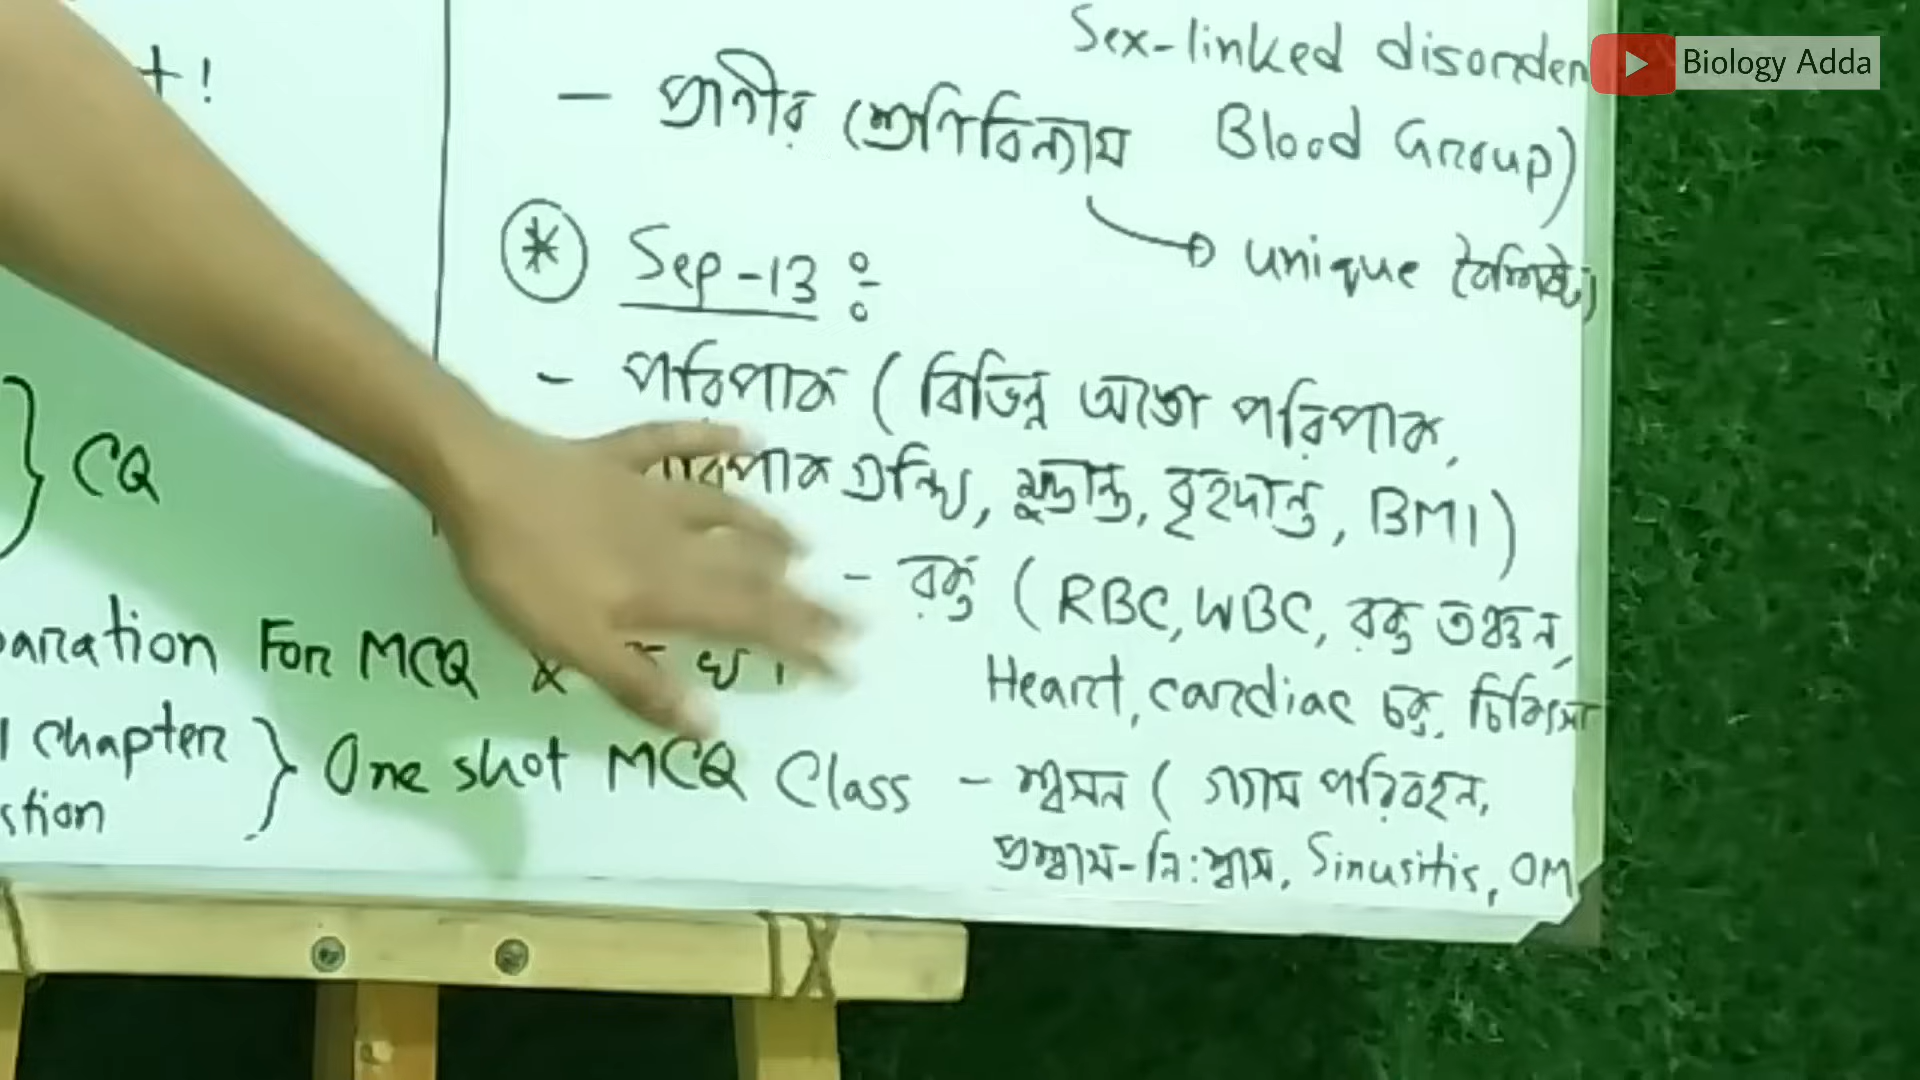 Sex-linked disorder
Biology Adda
- প্রাণীর শ্রেণিবিন্যাস Blood Group)
unique বৈশিষ্ট্য
* Sep-13 :-
- পরিপাক ( বিভিন্ন অঙ্গে পরিপাক,
পরিপাক গ্রন্থি, ক্ষুদ্রান্ত্র, বৃহদান্ত্র, BMI )
CQ
- রক্ত ( RBC, WBC, রক্ত তঞ্চন,
For MCQ
Heart, cardiac চক্র, চিকিৎসা
chapter } One shot MCQ Class
- শ্বসন ( গ্যাস পরিবহন,
প্রশ্বাস-নি:শ্বাস, Sinusitis, OM